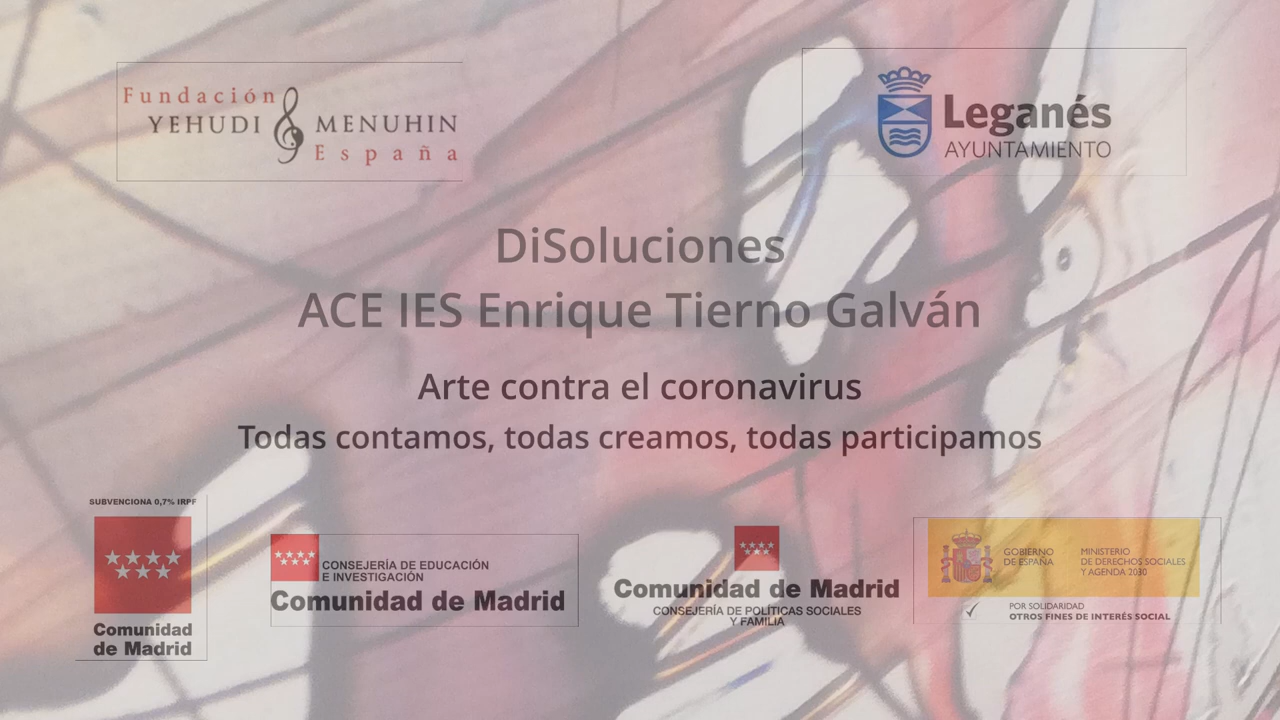 Fundación
YEHUDI MENUHIN
España
Leganés
AYUNTAMIENTO
DiSoluciones
ACE IES Enrique Tierno Galván
Arte contra el coronavirus
Todas contamos, todas creamos, todas participamos
SUBVENCIONA 0,7% IRPF
Comunidad
de Madrid
CONSEJERÍA DE EDUCACIÓN
E INVESTIGACIÓN
Comunidad de Madrid
Comunidad de Madrid
CONSEJERÍA DE POLÍTICAS SOCIALES
Y FAMILIA
GOBIERNO
DE ESPAÑA
MINISTERIO
DE DERECHOS SOCIALES
Y AGENDA 2030
POR SOLIDARIDAD
OTROS FINES DE INTERÉS SOCIAL